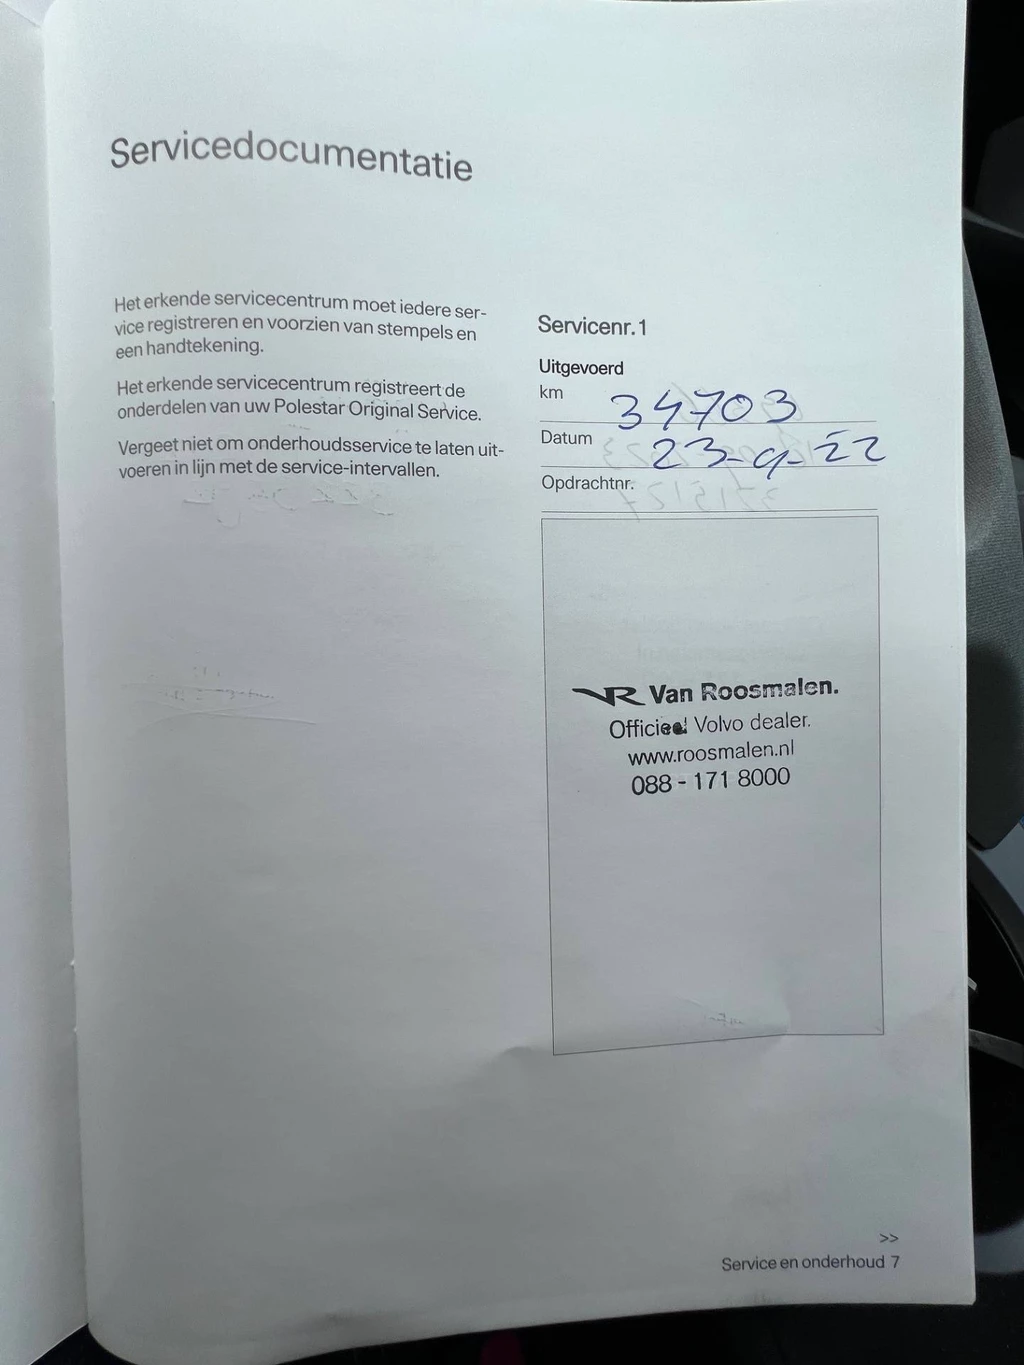 Servicedocumentatie
Het erkende servicecentrum moet iedere ser-
vice registreren en voorzien van stempels en
een handtekening.
Het erkende servicecentrum registreert de
onderdelen van uw Polestar Original Service.
Vergeet niet om onderhoudsservice te laten uit-
voeren in lijn met de service-intervallen.
Servicenr. 1
Uitgevoerd
km 34703
Datum 23-9-22
Opdrachtnr.
VR Van Roosmalen.
Officieel Volvo dealer.
www.roosmalen.nl
088 - 171 8000
>>
Service en onderhoud 7